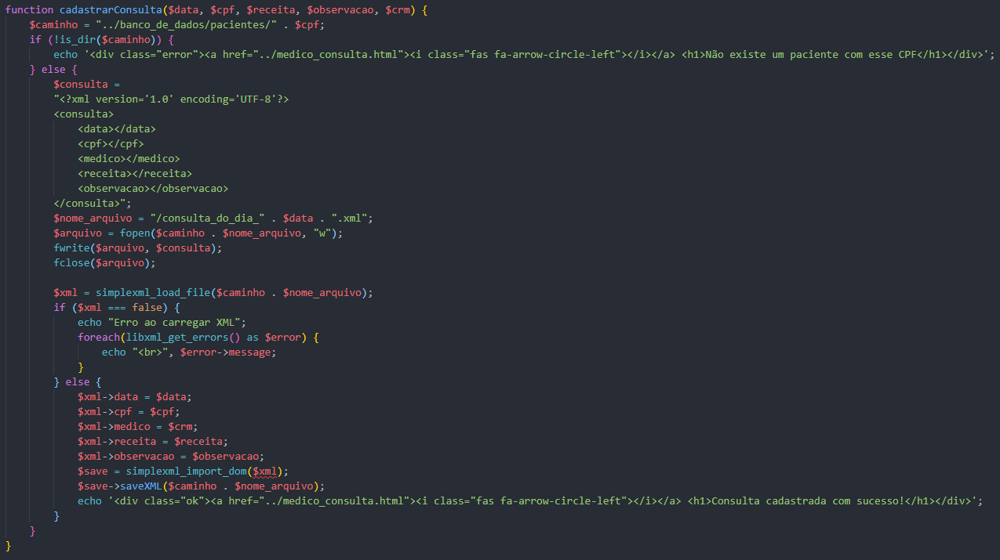 function cadastrarConsulta($data, $cpf, $receita, $observacao, $crm) {
    $caminho = "../banco_de_dados/pacientes/" . $cpf;
    if (!is_dir($caminho)) {
        echo '<div class="error"><a href="../medico_consulta.html"><i class="fas fa-arrow-circle-left"></i></a> <h1>Não existe um paciente com esse CPF</h1></div>';
    } else {
        $consulta =
        "<?xml version='1.0' encoding='UTF-8'?>
        <consulta>
            <data></data>
            <cpf></cpf>
            <medico></medico>
            <receita></receita>
            <observacao></observacao>
        </consulta>";
        $nome_arquivo = "/consulta_do_dia_" . $data . ".xml";
        $arquivo = fopen($caminho . $nome_arquivo, "w");
        fwrite($arquivo, $consulta);
        fclose($arquivo);

        $xml = simplexml_load_file($caminho . $nome_arquivo);
        if ($xml === false) {
            echo "Erro ao carregar XML";
            foreach(libxml_get_errors() as $error) {
                echo "<br>", $error->message;
            }
        } else {
            $xml->data = $data;
            $xml->cpf = $cpf;
            $xml->medico = $crm;
            $xml->receita = $receita;
            $xml->observacao = $observacao;
            $save = simplexml_import_dom($xml);
            $save->saveXML($caminho . $nome_arquivo);
            echo '<div class="ok"><a href="../medico_consulta.html"><i class="fas fa-arrow-circle-left"></i></a> <h1>Consulta cadastrada com sucesso!</h1></div>';
        }
    }
}